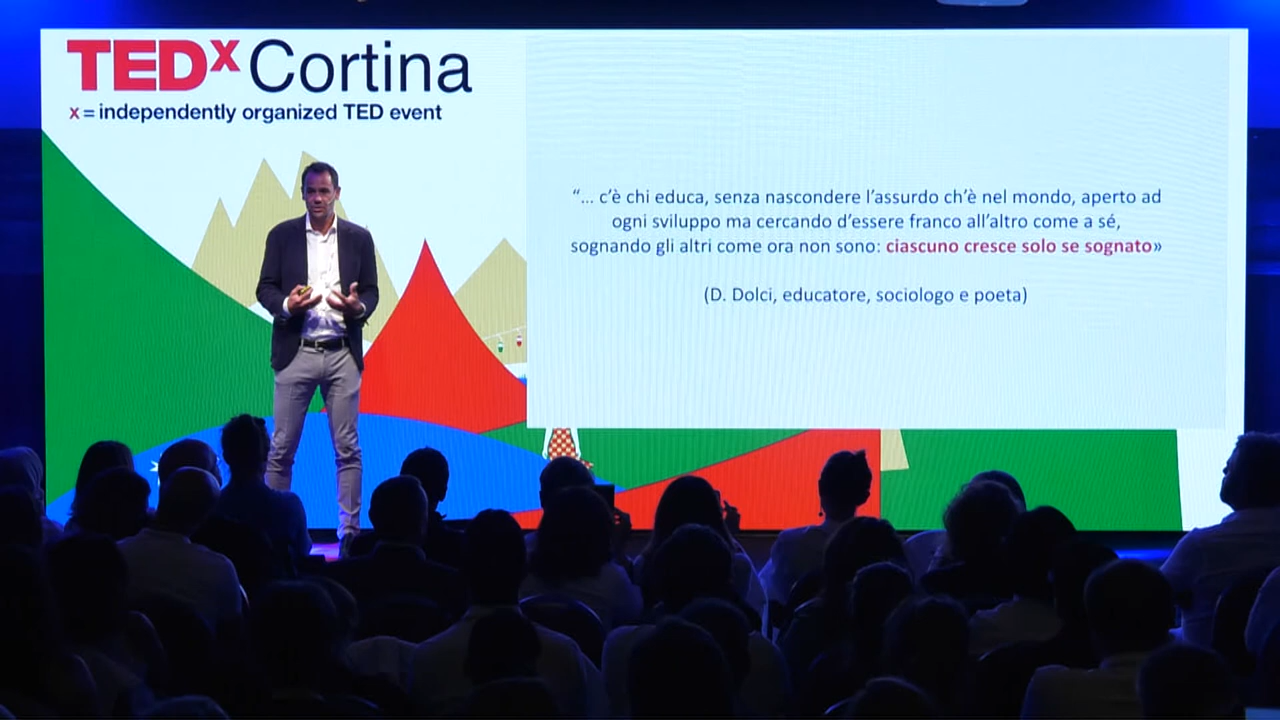 TEDx Cortina
x = independently organized TED event
“... c’è chi educa, senza nascondere l’assurdo ch’è nel mondo, aperto ad
ogni sviluppo ma cercando d’essere franco all’altro come a sé,
sognando gli altri come ora non sono: ciascuno cresce solo se sognato»
(D. Dolci, educatore, sociologo e poeta)